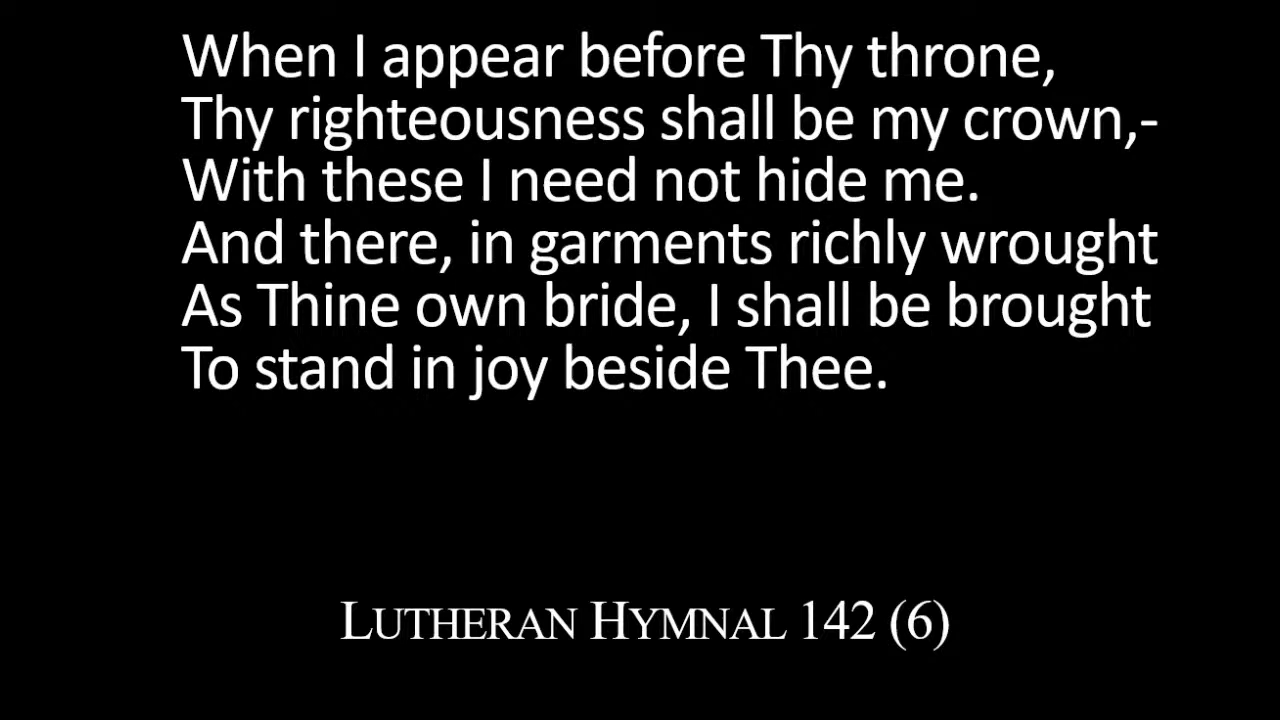 When I appear before Thy throne,
Thy righteousness shall be my crown,-
With these I need not hide me.
And there, in garments richly wrought
As Thine own bride, I shall be brought
To stand in joy beside Thee.
LUTHERAN HYMNAL 142 (6)